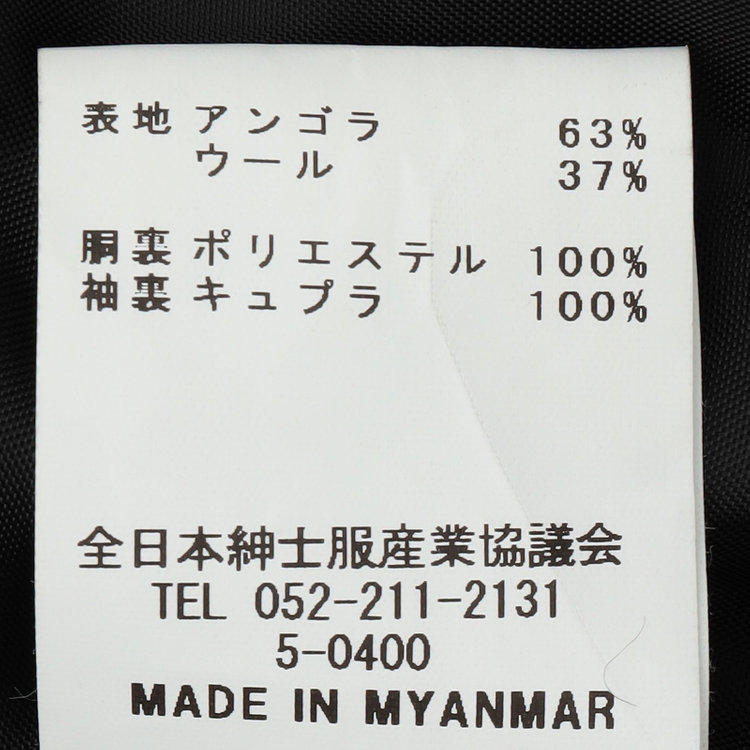 表地 アンゴラ 63%
ウール 37%
胴裏 ポリエステル 100%
袖裏 キュプラ 100%
全日本紳士服産業協議会
TEL 052-211-2131
5-0400
MADE IN MYANMAR